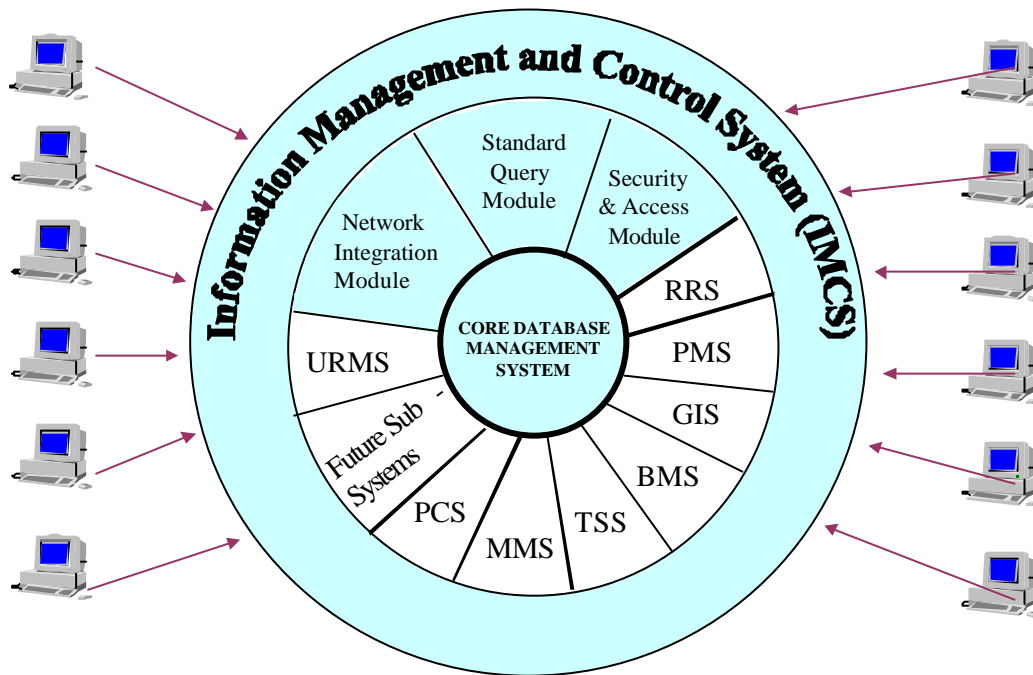 Information Management and Control System (IMCS)
Standard
Query
Module
Security
& Access
Module
Network
Integration
Module
RRS
CORE DATABASE
MANAGEMENT
SYSTEM
PMS
URMS
GIS
Future Sub -
Systems
BMS
PCS
TSS
MMS